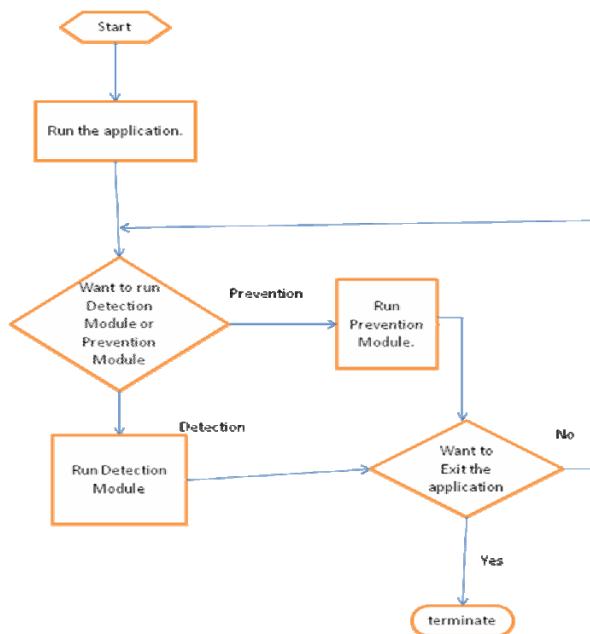 Start
Run the application.
Want to run
Detection
Module or
Prevention
Module
Prevention
Run
Prevention
Module.
Detection
Run Detection
Module
Want to
Exit the
application
No
Yes
terminate